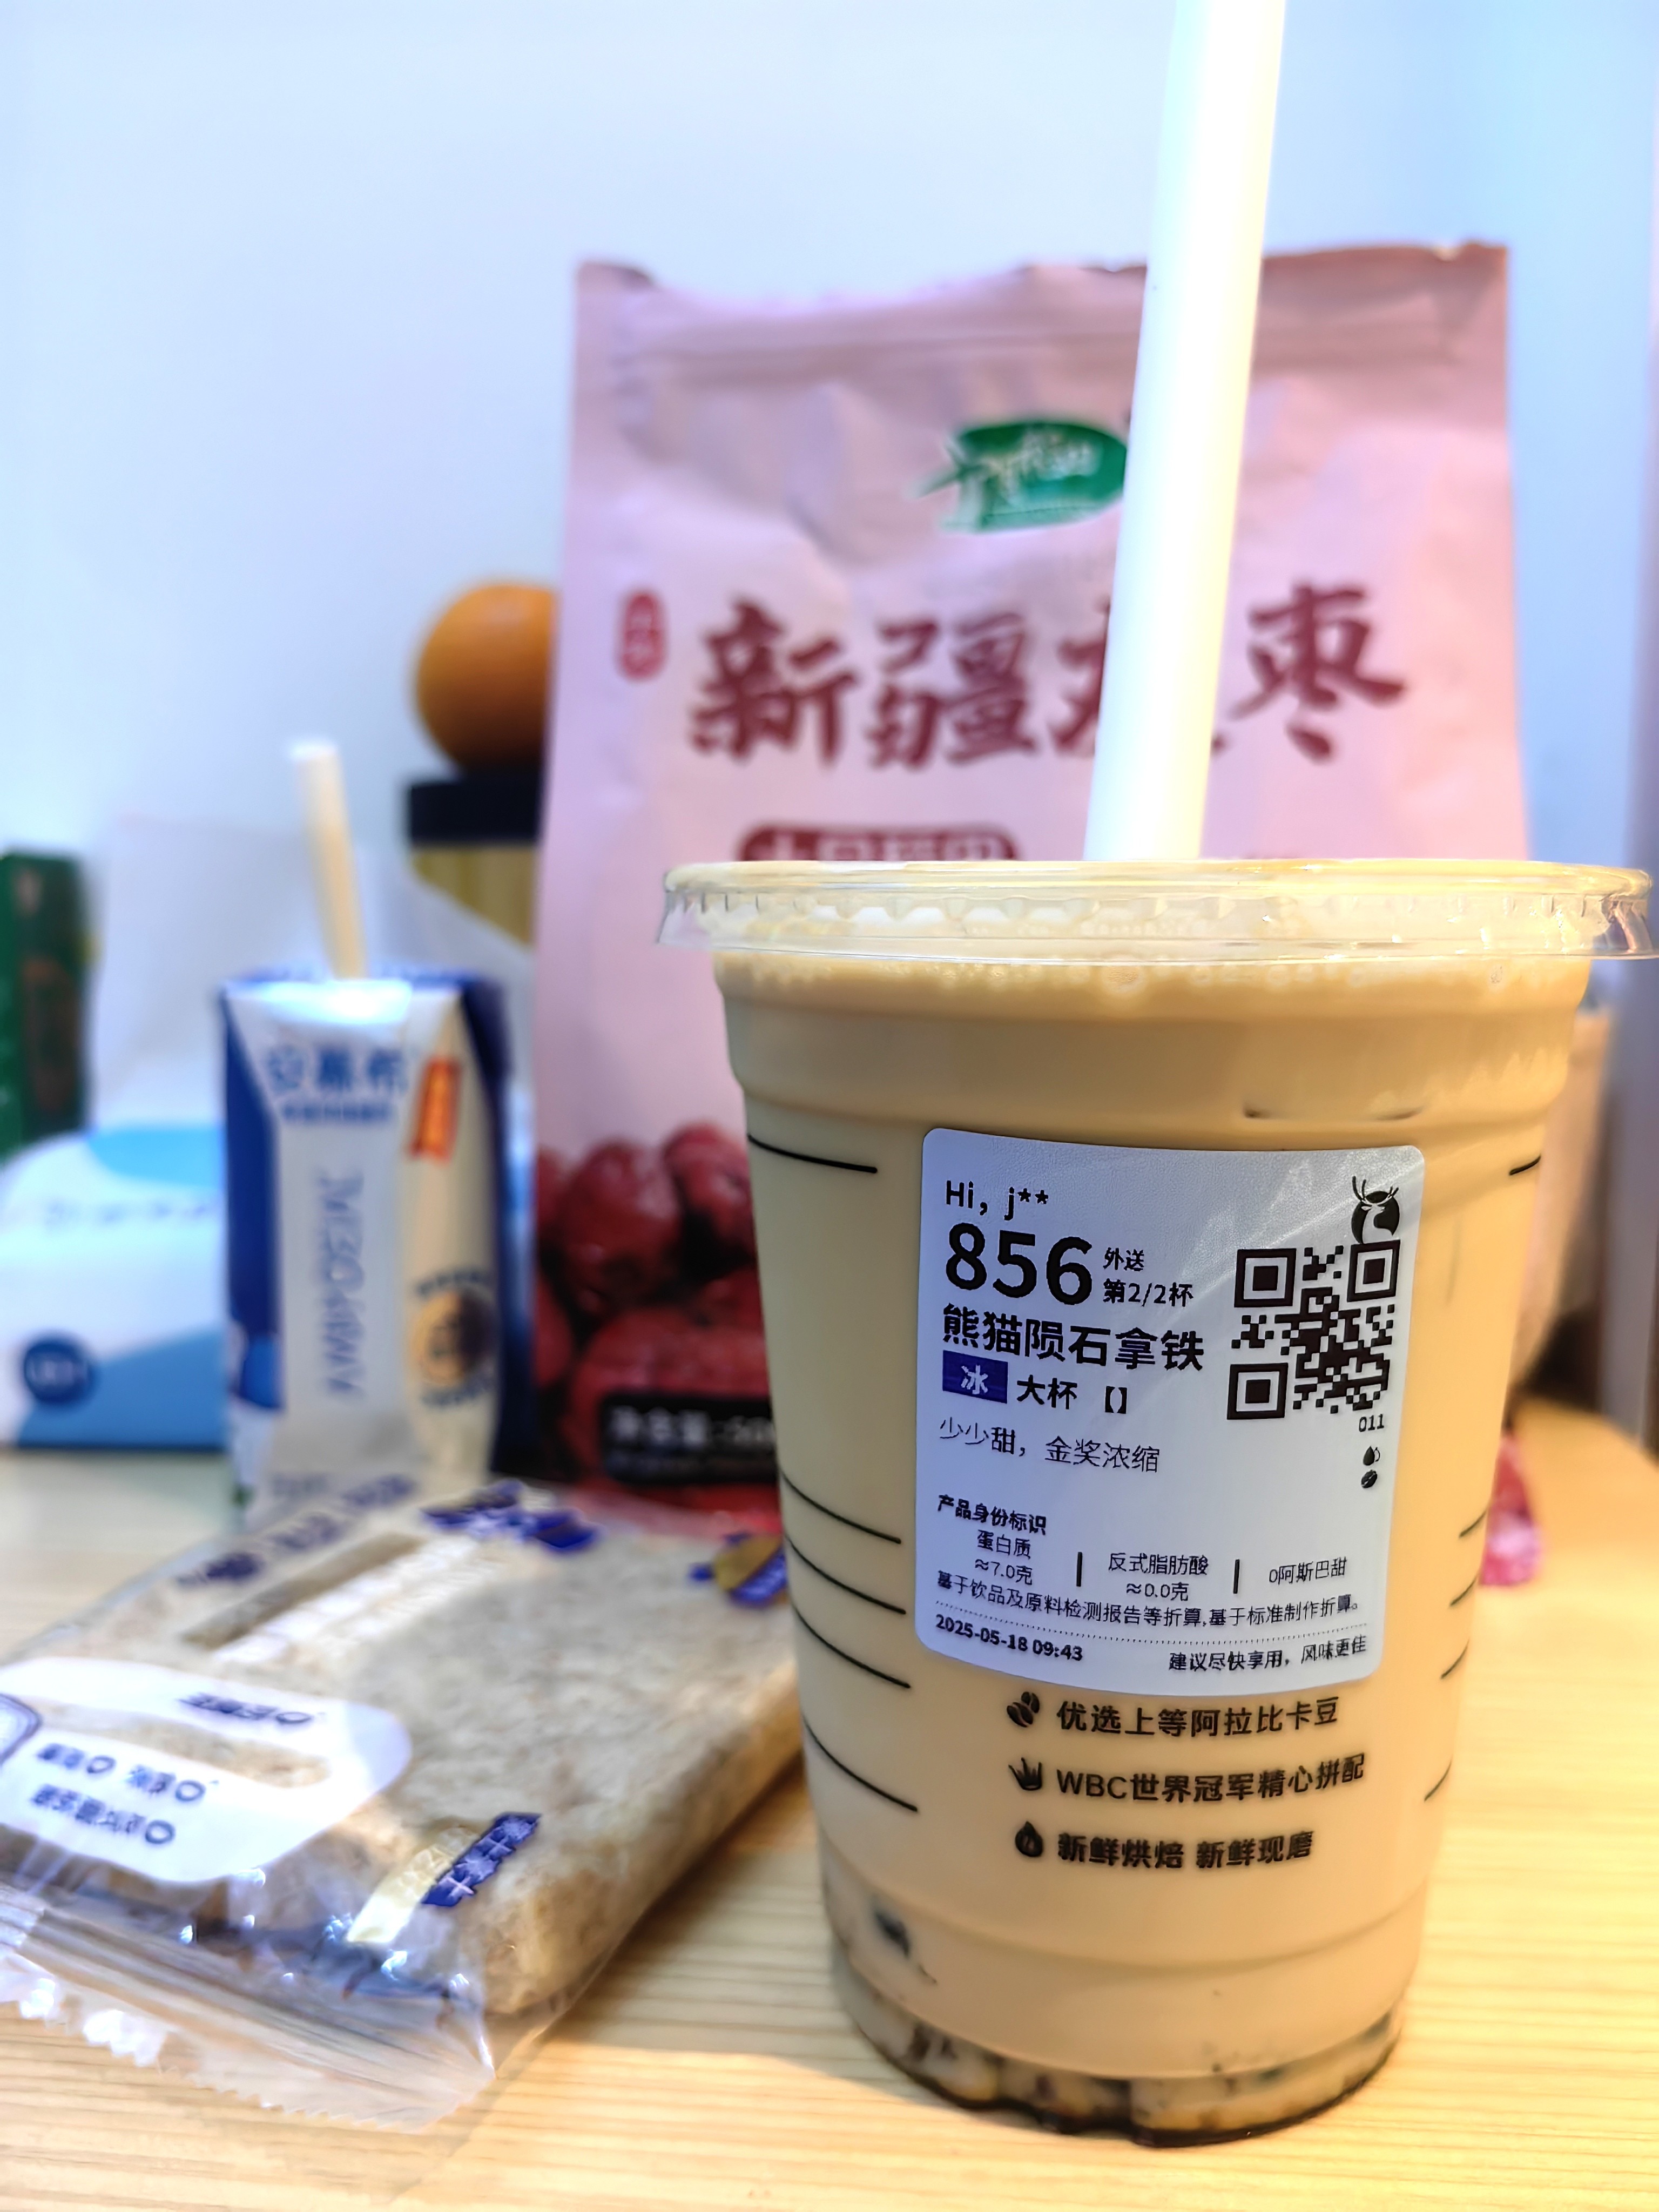 新疆 枣
安慕希
净含量:50
Hi, j**
856 外送
第2/2杯
熊猫陨石拿铁
冰 大杯 【】
少少甜，金奖浓缩
011
产品身份标识
蛋白质
≈7.0克
反式脂肪酸
≈0.0克
0阿斯巴甜
基于饮品及原料检测报告等折算,基于标准制作折算。
2025-05-18 09:43
建议尽快享用，风味更佳
优选上等阿拉比卡豆
WBC世界冠军精心拼配
新鲜烘焙 新鲜现磨